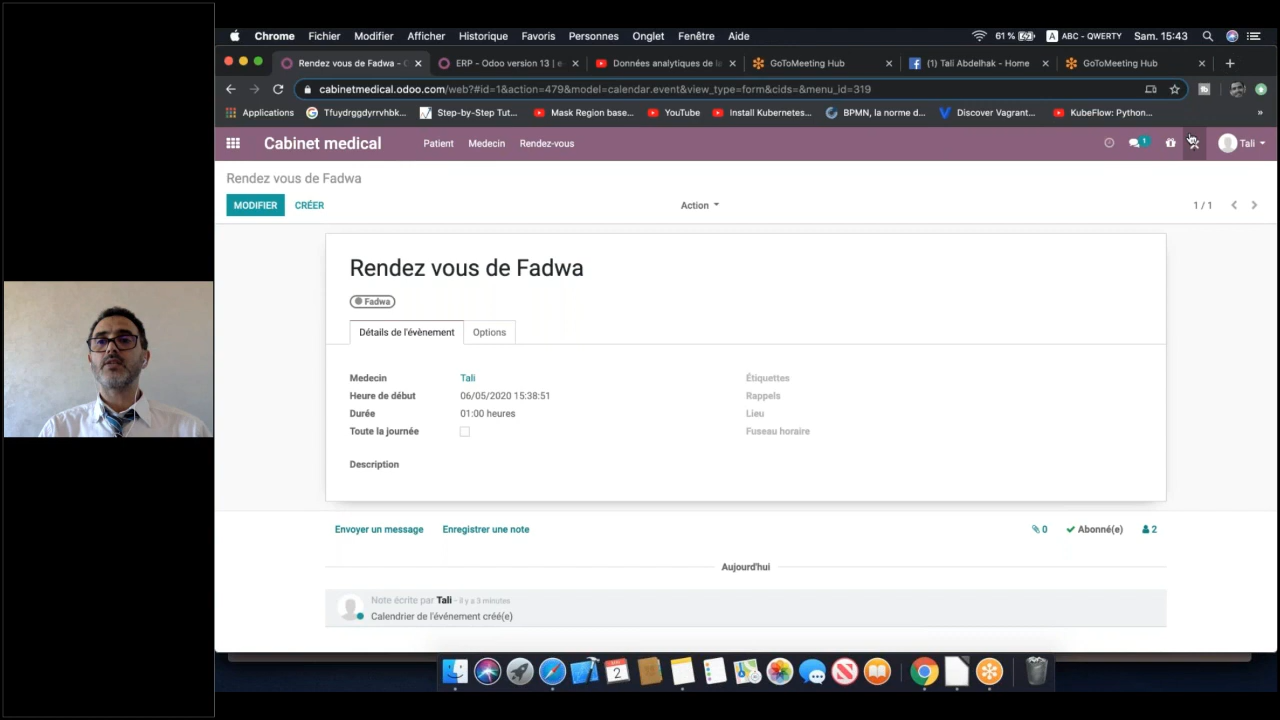 Chrome Fichier Modifier Afficher Historique Favoris Personnes Onglet Fenêtre Aide 61 % A ABC - QWERTY Sam. 15:43
Rendez vous de Fadwa - ERP - Odoo version 13 | Données analytiques de la GoToMeeting Hub (1) Tali Abdelhak - Home GoToMeeting Hub
cabinetmedical.odoo.com/web?#id=1&action=479&model=calendar.event&view_type=form&cids=&menu_id=319
Applications Tfuydrggdyrrvhbk... Step-by-Step Tut... Mask Region base... YouTube Install Kubernetes... BPMN, la norme d... Discover Vagrant... KubeFlow: Python... »
Cabinet medical Patient Medecin Rendez-vous 1 Tali
Rendez vous de Fadwa
MODIFIER CRÉER Action 1 / 1
Rendez vous de Fadwa
Fadwa
Détails de l'évènement Options
Medecin Tali Étiquettes
Heure de début 06/05/2020 15:38:51 Rappels
Durée 01:00 heures Lieu
Toute la journée Fuseau horaire
Description
Envoyer un message Enregistrer une note 0 Abonné(e) 2
Aujourd'hui
Note écrite par Tali - il y a 3 minutes
Calendrier de l'événement créé(e)
2